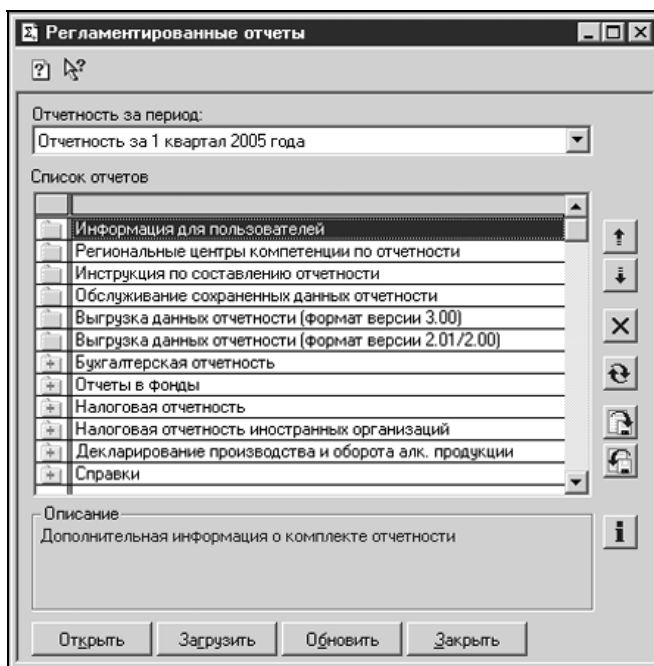 Регламентированные отчеты
Отчетность за период:
Отчетность за 1 квартал 2005 года
Список отчетов
Информация для пользователей
Региональные центры компетенции по отчетности
Инструкция по составлению отчетности
Обслуживание сохраненных данных отчетности
Выгрузка данных отчетности (формат версии 3.00)
Выгрузка данных отчетности (формат версии 2.01/2.00)
Бухгалтерская отчетность
Отчеты в фонды
Налоговая отчетность
Налоговая отчетность иностранных организаций
Декларирование производства и оборота алк. продукции
Справки
Описание
Дополнительная информация о комплекте отчетности
Открыть Загрузить Обновить Закрыть